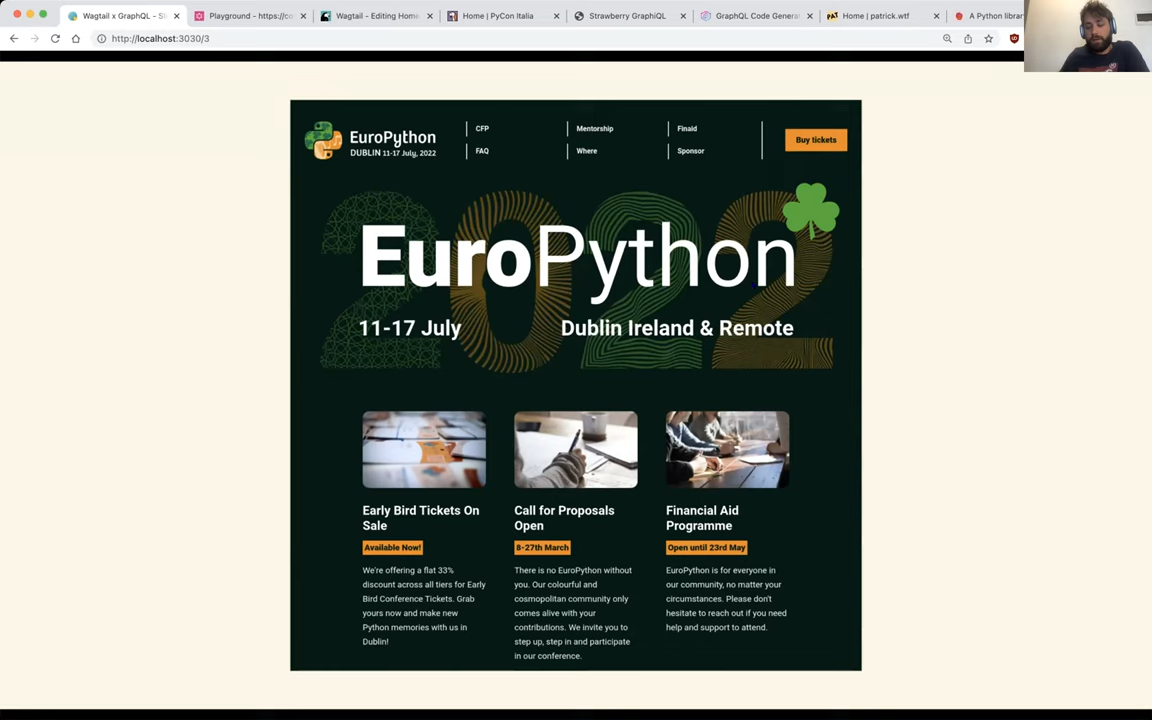 Wagtail x GraphQL - Sli
Playground - https://co
Wagtail - Editing Home
Home | PyCon Italia
Strawberry GraphiQL
GraphQL Code Genera
Home | patrick.wtf
A Python library
http://localhost:3030/3
EuroPython
DUBLIN 11-17 July, 2022
CFP
Mentorship
Finaid
FAQ
Where
Sponsor
Buy tickets
2022
EuroPython
11-17 July
Dublin Ireland & Remote
Early Bird Tickets On
Sale
Available Now!
We're offering a flat 33%
discount across all tiers for Early
Bird Conference Tickets. Grab
yours now and make new
Python memories with us in
Dublin!
Call for Proposals
Open
8-27th March
There is no EuroPython without
you. Our colourful and
cosmopolitan community only
comes alive with your
contributions. We invite you to
step up, step in and participate
in our conference.
Financial Aid
Programme
Open until 23rd May
EuroPython is for everyone in
our community, no matter your
circumstances. Please don't
hesitate to reach out if you need
help and support to attend.